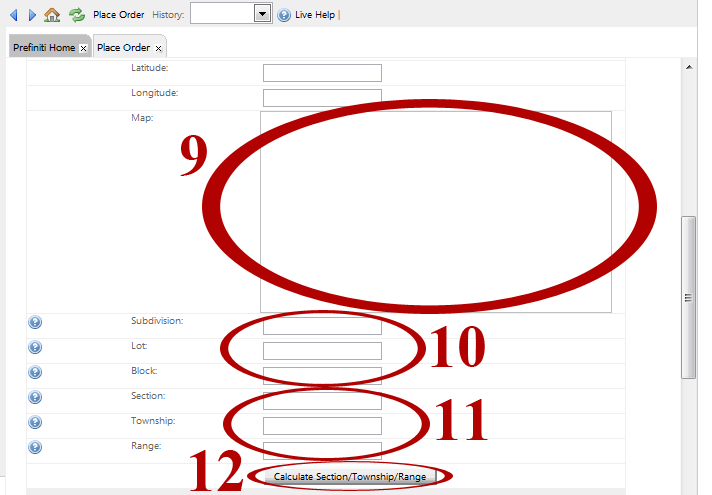 Place Order History: Live Help |
Prefiniti Home x Place Order x
Latitude:
Longitude:
Map:
9
Subdivision:
10
Lot:
Block:
Section:
11
Township:
Range:
12
Calculate Section/Township/Range